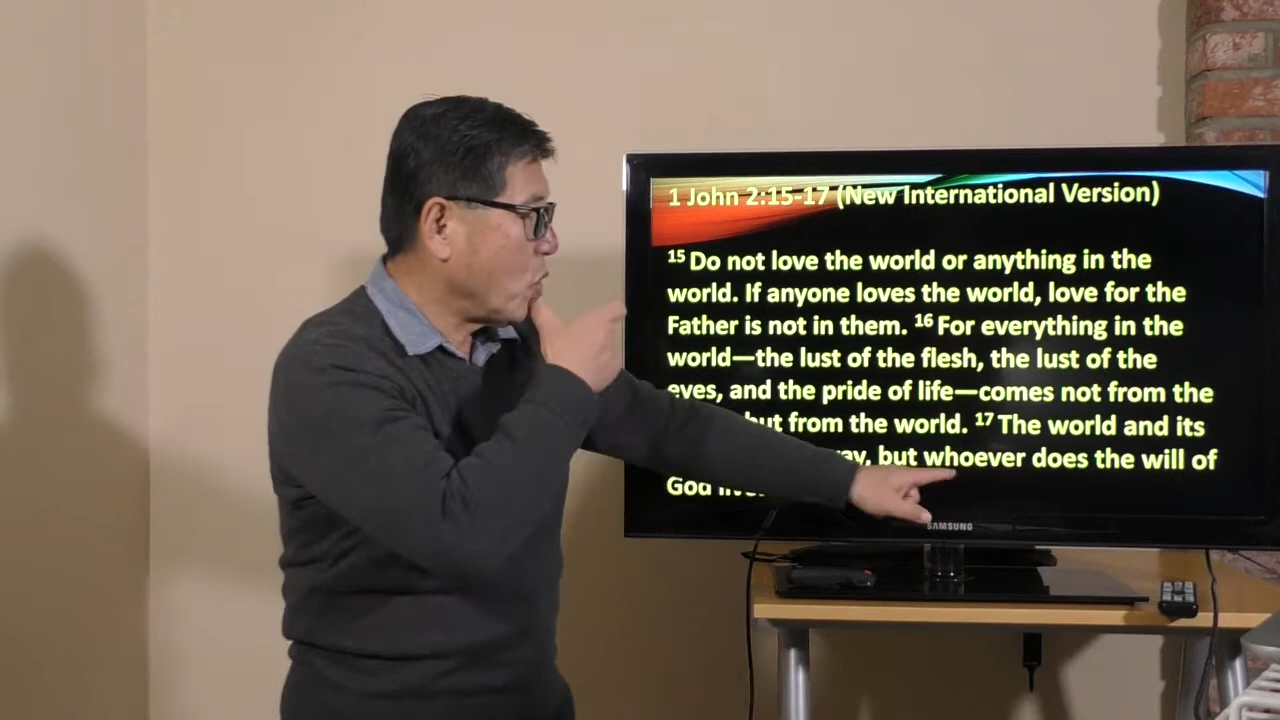 1 John 2:15-17 (New International Version)
15 Do not love the world or anything in the
world. If anyone loves the world, love for the
Father is not in them. 16 For everything in the
world—the lust of the flesh, the lust of the
eyes, and the pride of life—comes not from the
but from the world. 17 The world and its
but whoever does the will of
God
SAMSUNG